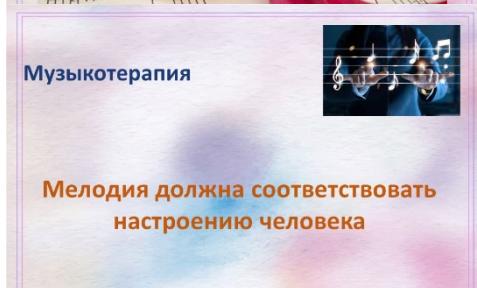 Музыкотерапия
Мелодия должна соответствовать
настроению человека